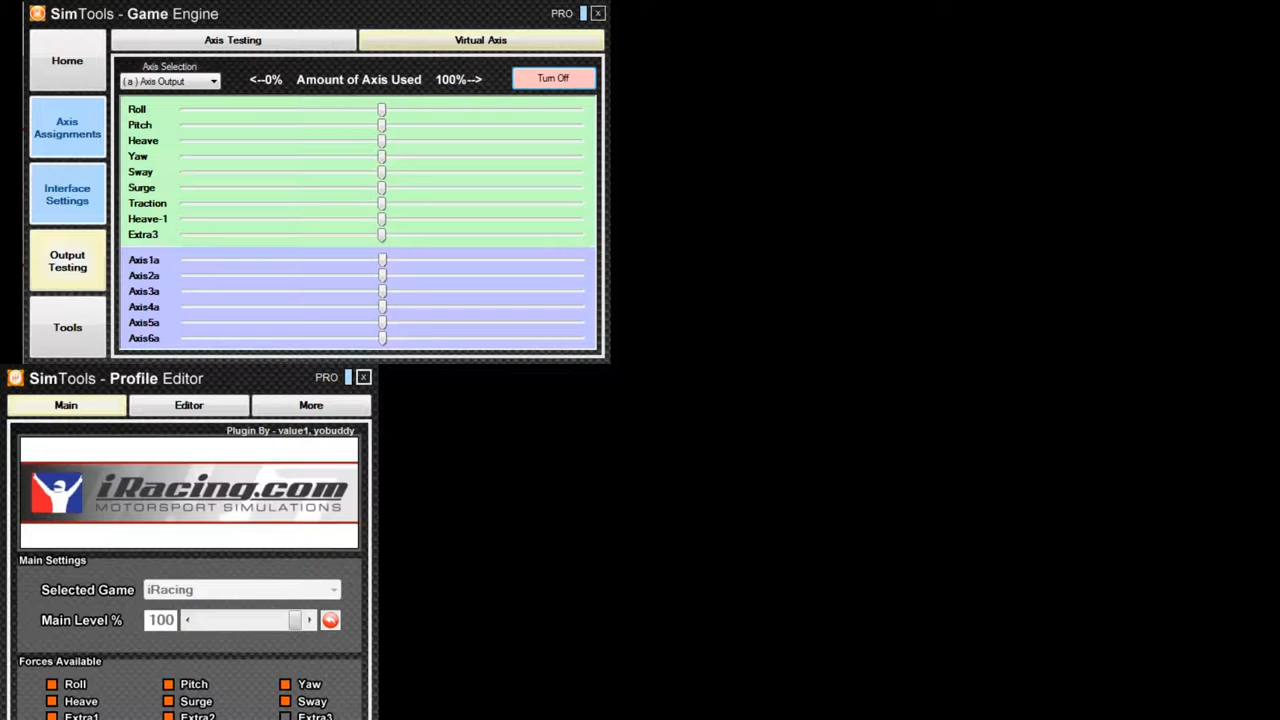 SimTools - Game Engine
PRO
x
Home
Axis Assignments
Interface Settings
Output Testing
Tools
Axis Testing
Virtual Axis
Axis Selection
( a ) Axis Output
<--0% Amount of Axis Used 100%-->
Turn Off
Roll
Pitch
Heave
Yaw
Sway
Surge
Traction
Heave-1
Extra3
Axis1a
Axis2a
Axis3a
Axis4a
Axis5a
Axis6a
SimTools - Profile Editor
PRO
x
Main
Editor
More
Plugin By - value1, yobuddy
iRacing.com
MOTORSPORT SIMULATIONS
Main Settings
Selected Game
iRacing
Main Level %
100
Forces Available
Roll
Pitch
Yaw
Heave
Surge
Sway
Extra1
Extra2
Extra3